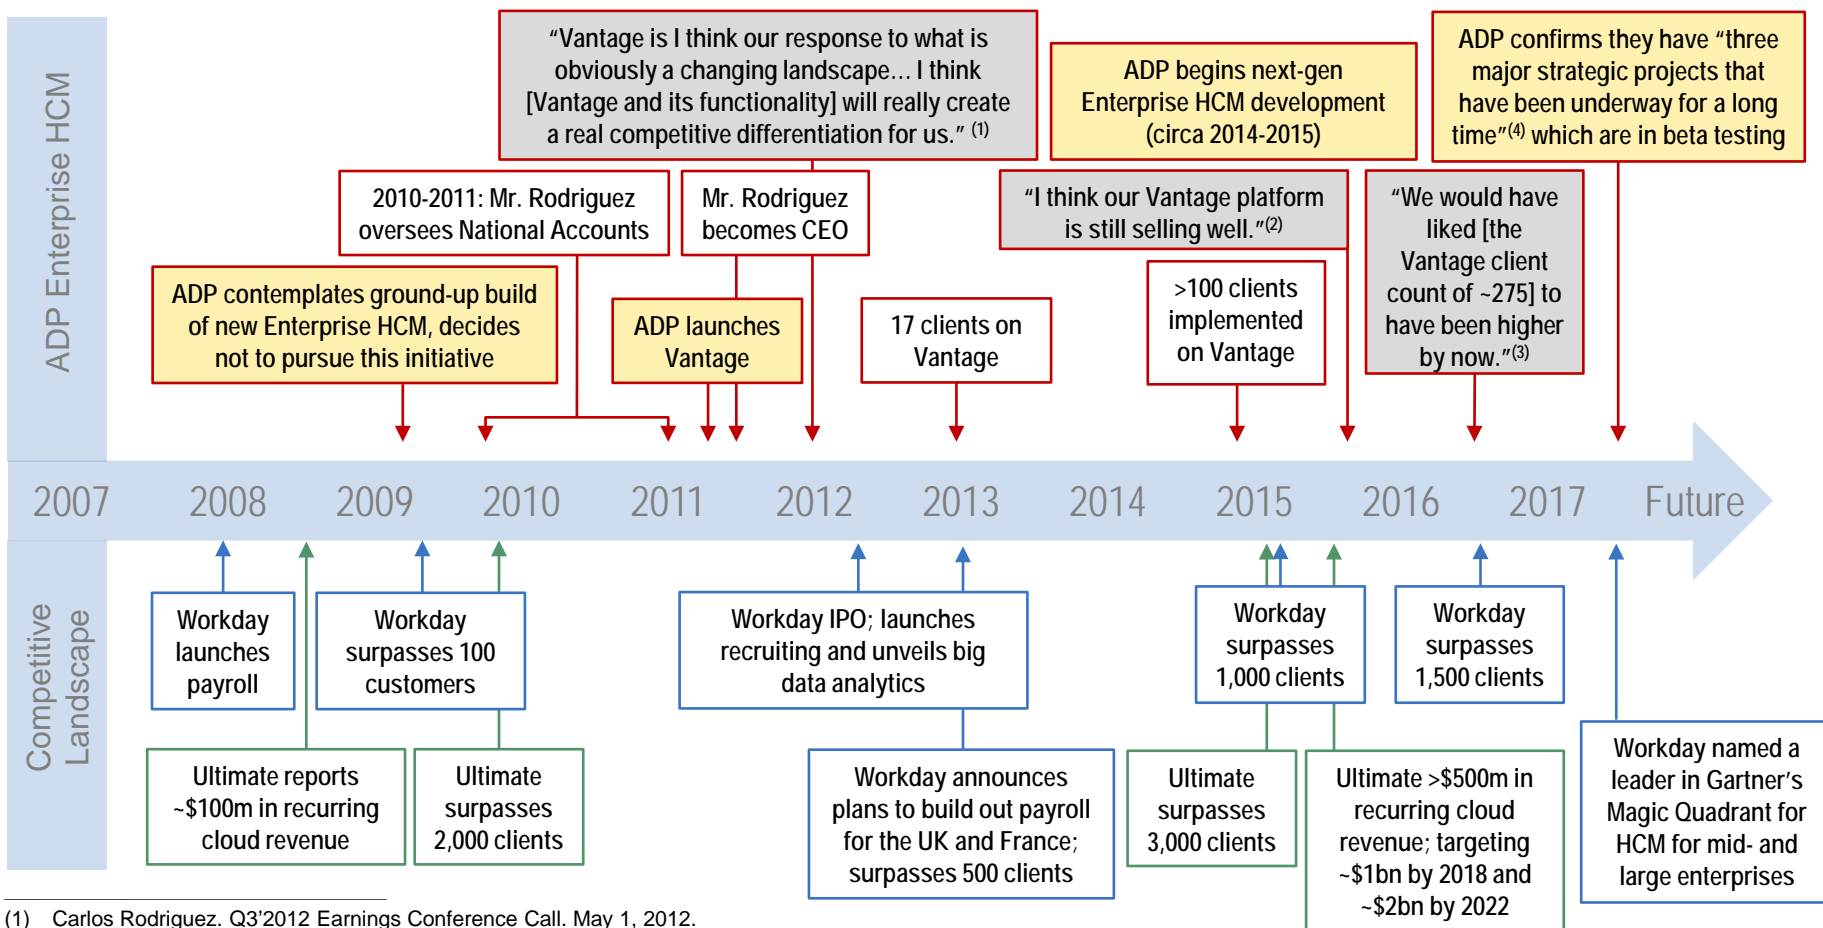 ADP Enterprise HCM
"Vantage is I think our response to what is
obviously a changing landscape… I think
[Vantage and its functionality] will really create
a real competitive differentiation for us." (1)
ADP begins next-gen
Enterprise HCM development
(circa 2014-2015)
ADP confirms they have "three
major strategic projects that
have been underway for a long
time"(4) which are in beta testing
2010-2011: Mr. Rodriguez
oversees National Accounts
Mr. Rodriguez
becomes CEO
"I think our Vantage platform
is still selling well."(2)
"We would have
liked [the
Vantage client
count of ~275] to
have been higher
by now."(3)
ADP contemplates ground-up build
of new Enterprise HCM, decides
not to pursue this initiative
ADP launches
Vantage
17 clients on
Vantage
>100 clients
implemented
on Vantage
2007 2008 2009 2010 2011 2012 2013 2014 2015 2016 2017 Future
Competitive
Landscape
Workday
launches
payroll
Workday
surpasses 100
customers
Workday IPO; launches
recruiting and unveils big
data analytics
Workday
surpasses
1,000 clients
Workday
surpasses
1,500 clients
Ultimate reports
~$100m in recurring
cloud revenue
Ultimate
surpasses
2,000 clients
Workday announces
plans to build out payroll
for the UK and France;
surpasses 500 clients
Ultimate
surpasses
3,000 clients
Ultimate >$500m in
recurring cloud
revenue; targeting
~$1bn by 2018 and
~$2bn by 2022
Workday named a
leader in Gartner's
Magic Quadrant for
HCM for mid- and
large enterprises
(1) Carlos Rodriguez. Q3'2012 Earnings Conference Call. May 1, 2012.